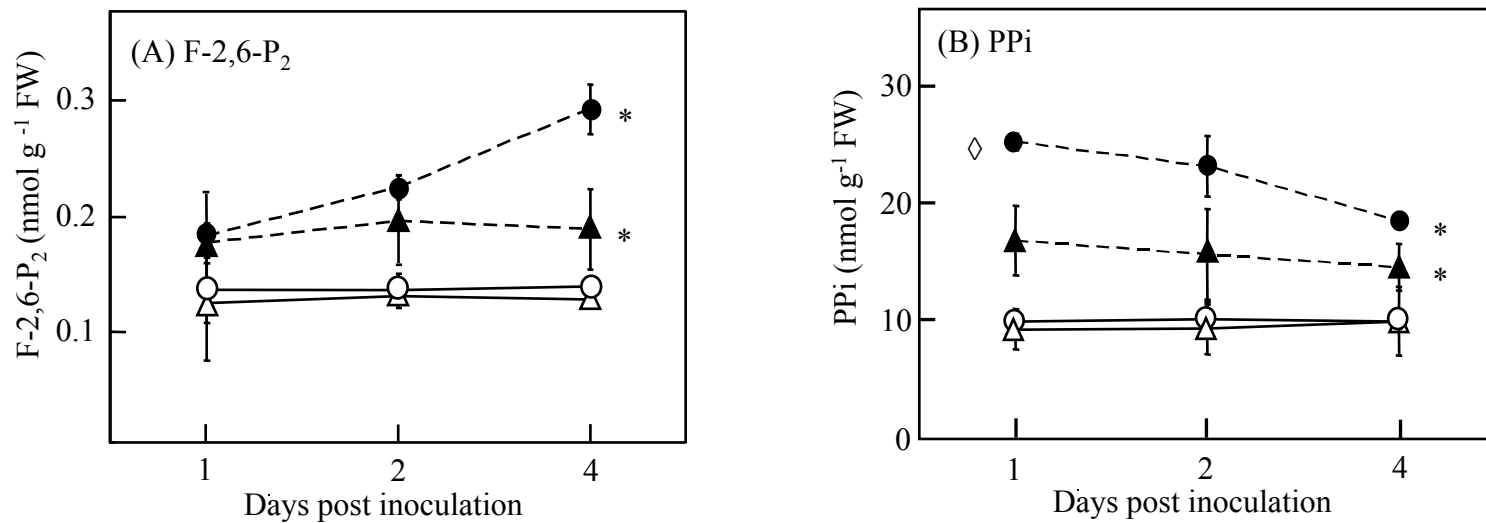 (A) F-2,6-P₂
F-2,6-P₂ (nmol g ⁻¹ FW)
0.3
0.2
0.1
*
*
1 2 4
Days post inoculation
(B) PPi
PPi (nmol g⁻¹ FW)
30
20
10
0
◊
*
*
1 2 4
Days post inoculation